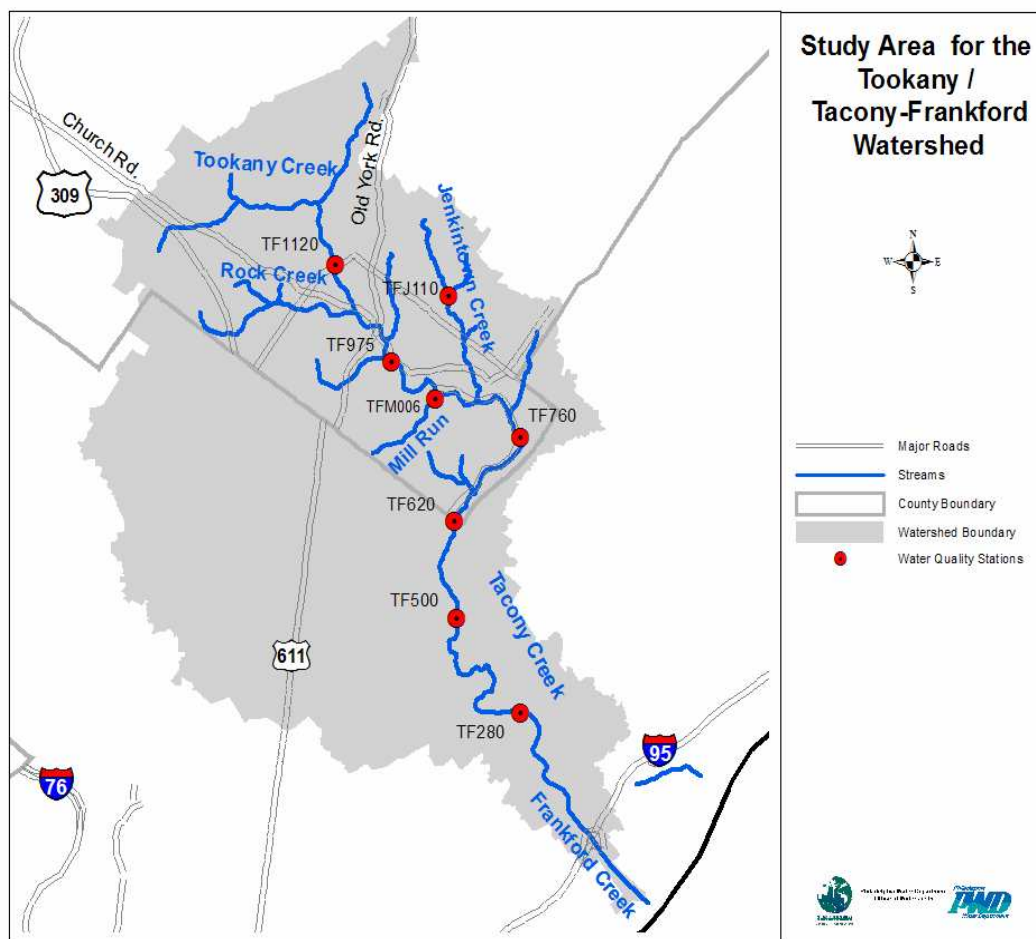 Study Area for the
Tookany /
Tacony-Frankford
Watershed
N
W
E
S
Major Roads
Streams
County Boundary
Watershed Boundary
Water Quality Stations
Church Rd.
309
Tookany Creek
Old York Rd.
Jenkintown Creek
TF1120
Rock Creek
TFJ110
TF975
TFM006
Mill Run
TF760
TF620
TF500
Tacony Creek
611
TF280
95
76
Frankford Creek
PWD